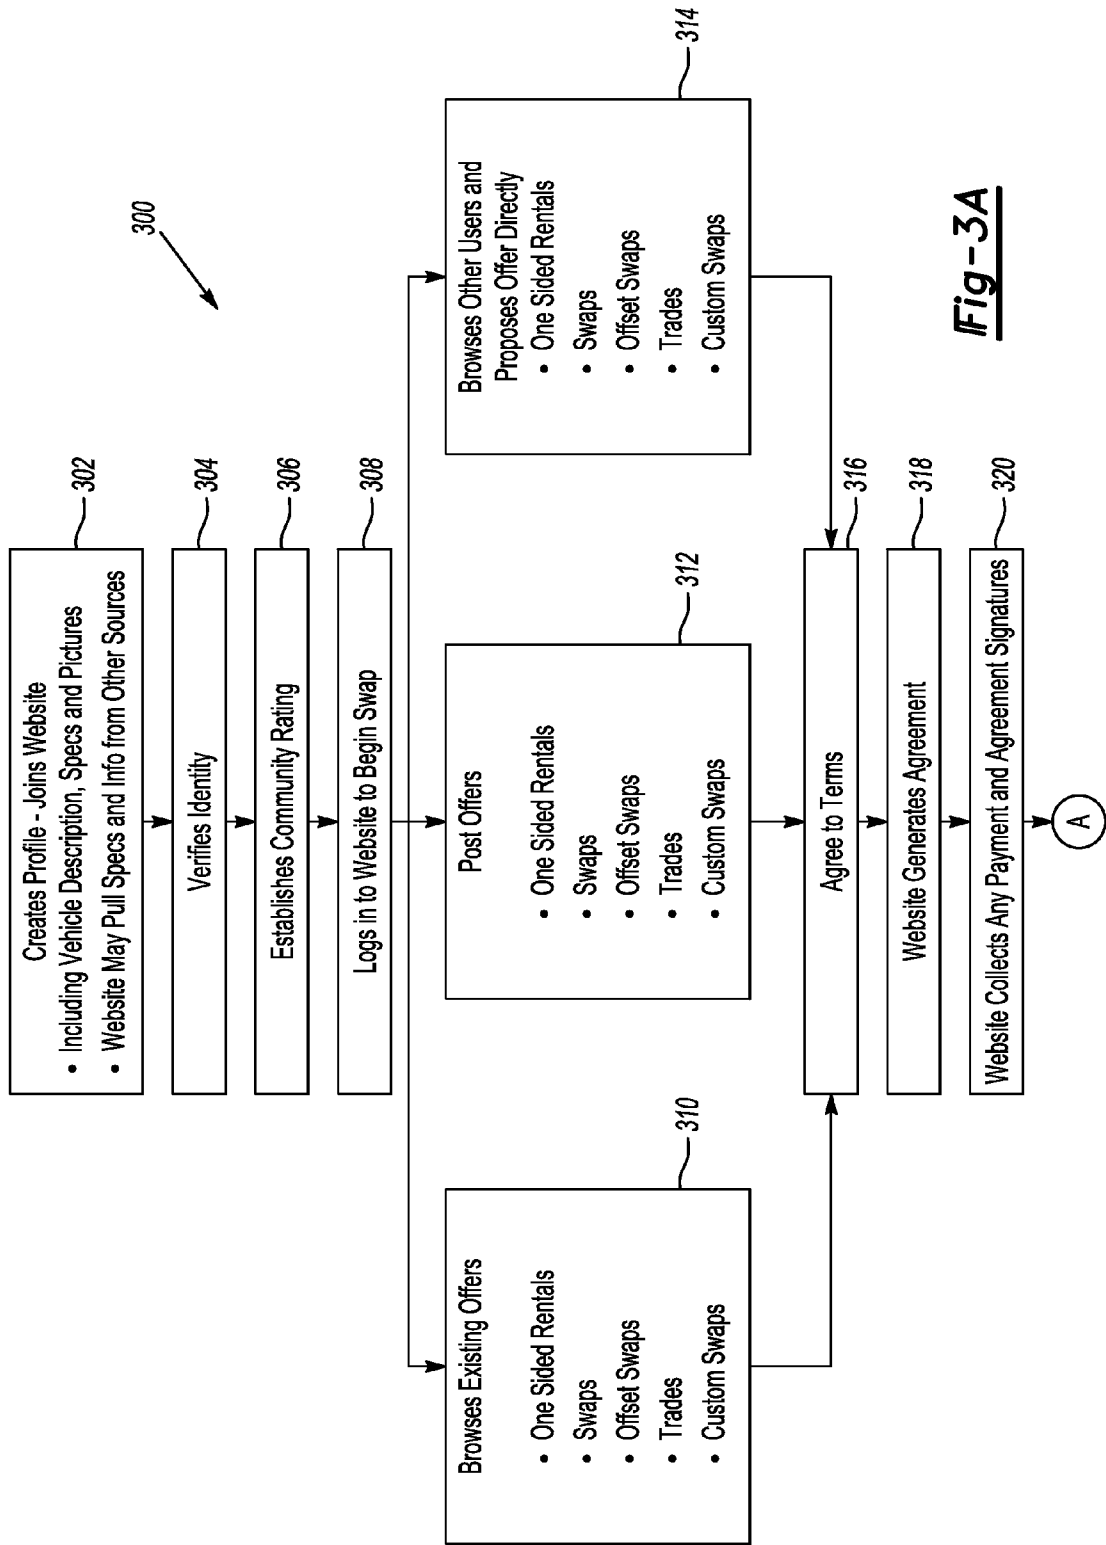 300
Creates Profile - Joins Website
• Including Vehicle Description, Specs and Pictures
• Website May Pull Specs and Info from Other Sources
302
Verifies Identity
304
Establishes Community Rating
306
Logs in to Website to Begin Swap
308
Browses Existing Offers
• One Sided Rentals
• Swaps
• Offset Swaps
• Trades
• Custom Swaps
310
Post Offers
• One Sided Rentals
• Swaps
• Offset Swaps
• Trades
• Custom Swaps
312
Browses Other Users and
Proposes Offer Directly
• One Sided Rentals
• Swaps
• Offset Swaps
• Trades
• Custom Swaps
314
Agree to Terms
316
Website Generates Agreement
318
Website Collects Any Payment and Agreement Signatures
320
A
Fig-3A